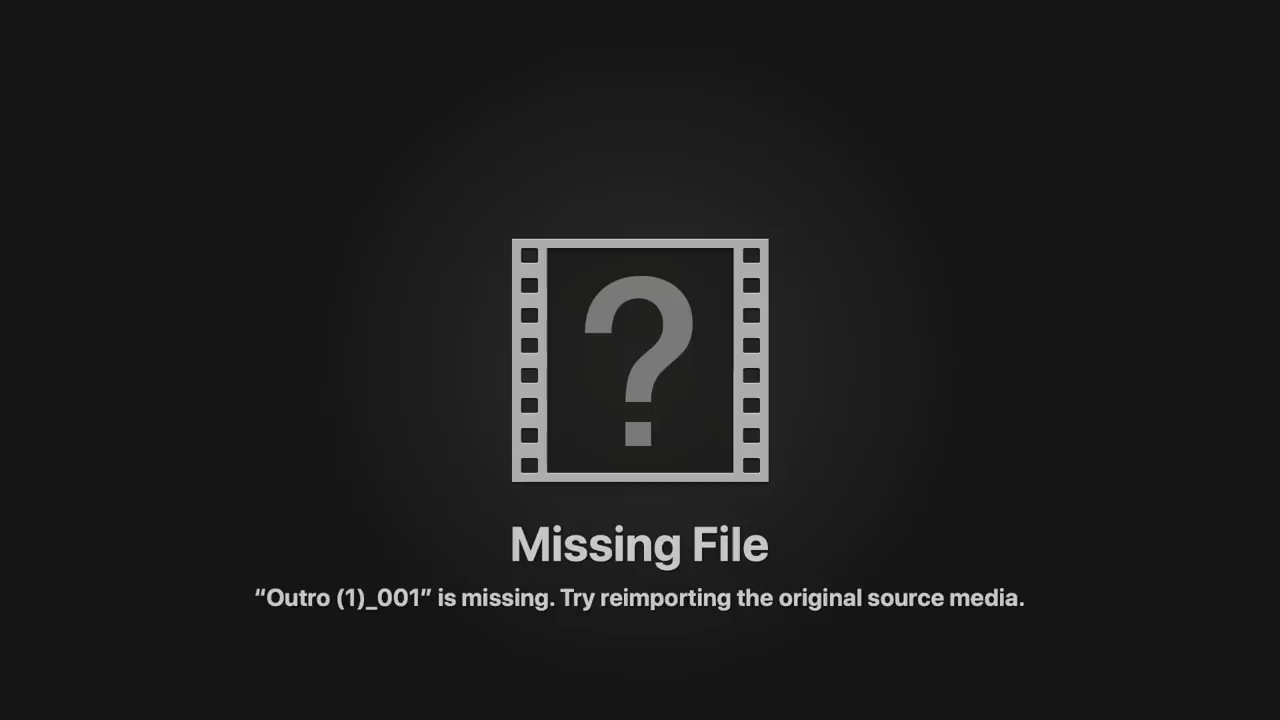 ?
Missing File
“Outro (1)_001” is missing. Try reimporting the original source media.